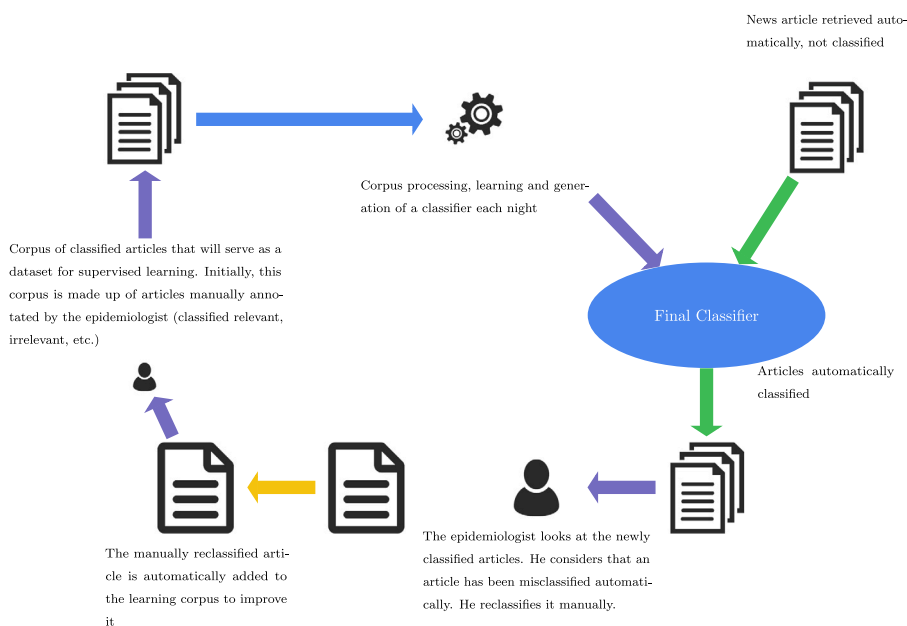 News article retrieved auto-
matically, not classified
Corpus processing, learning and gener-
ation of a classifier each night
Corpus of classified articles that will serve as a
dataset for supervised learning. Initially, this
corpus is made up of articles manually anno-
tated by the epidemiologist (classified relevant,
irrelevant, etc.)
Final Classifier
Articles automatically
classified
The epidemiologist looks at the newly
classified articles. He considers that an
article has been misclassified automati-
cally. He reclassifies it manually.
The manually reclassified arti-
cle is automatically added to
the learning corpus to improve
it